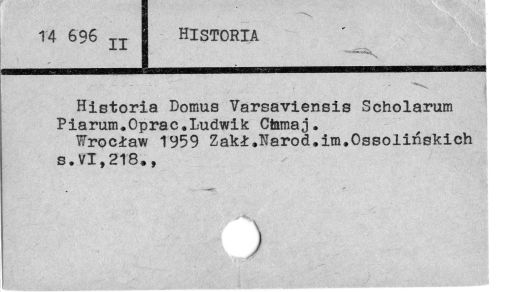 14 696 II HISTORIA
Historia Domus Varsaviensis Scholarum
Piarum.Oprac.Ludwik Chmaj.
Wrocław 1959 Zakł.Narod.im.Ossolińskich
s.VI,218.,